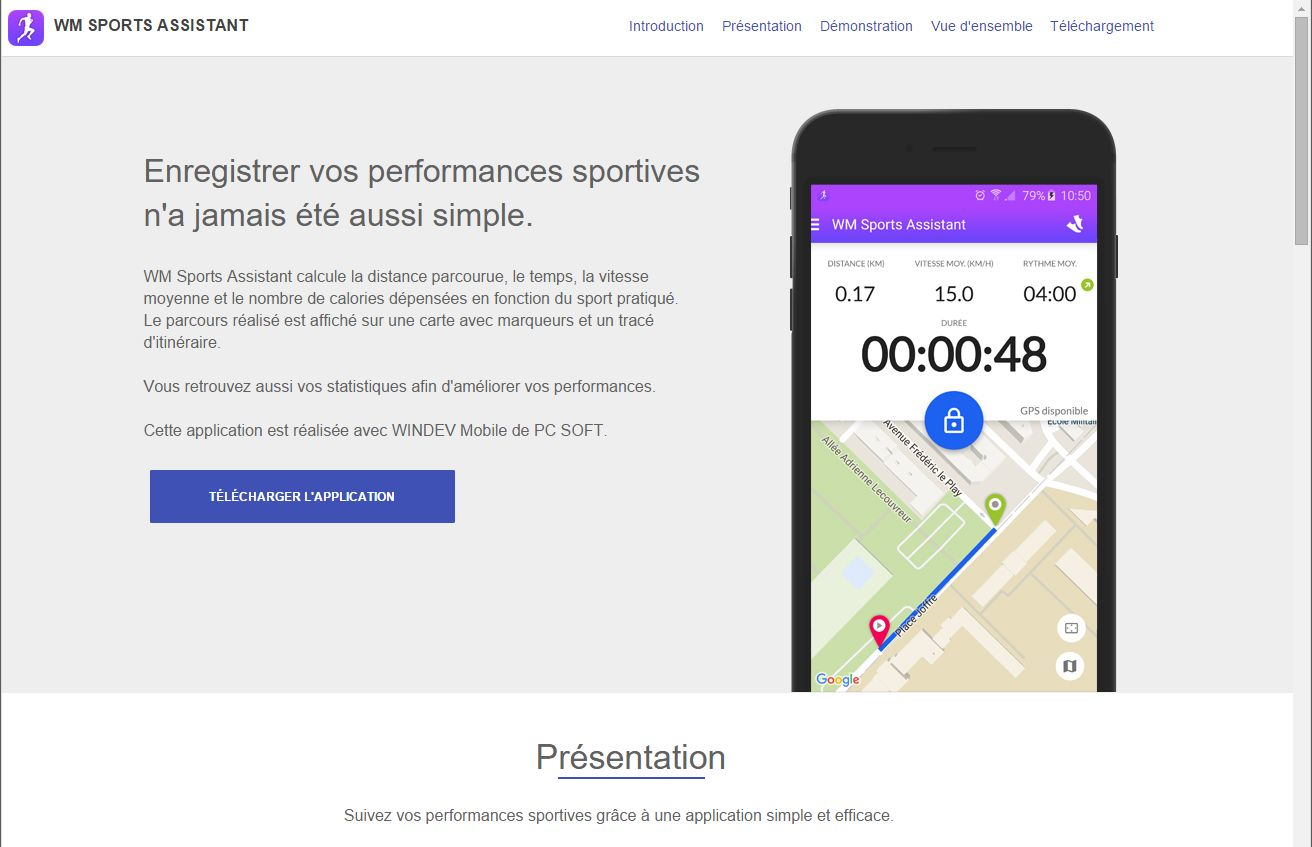 WM SPORTS ASSISTANT
Introduction Présentation Démonstration Vue d'ensemble Téléchargement
Enregistrer vos performances sportives
n'a jamais été aussi simple.
WM Sports Assistant calcule la distance parcourue, le temps, la vitesse
moyenne et le nombre de calories dépensées en fonction du sport pratiqué.
Le parcours réalisé est affiché sur une carte avec marqueurs et un tracé
d'itinéraire.
Vous retrouvez aussi vos statistiques afin d'améliorer vos performances.
Cette application est réalisée avec WINDEV Mobile de PC SOFT.
TÉLÉCHARGER L'APPLICATION
79% 10:50
WM Sports Assistant
DISTANCE (KM) VITESSE MOY. (KM/H) RYTHME MOY.
0.17 15.0 04:00
DURÉE
00:00:48
GPS disponible
Avenue Frédéric le Play
Allée Adrienne Lecouvreur
Place Joffre
Google
Présentation
Suivez vos performances sportives grâce à une application simple et efficace.